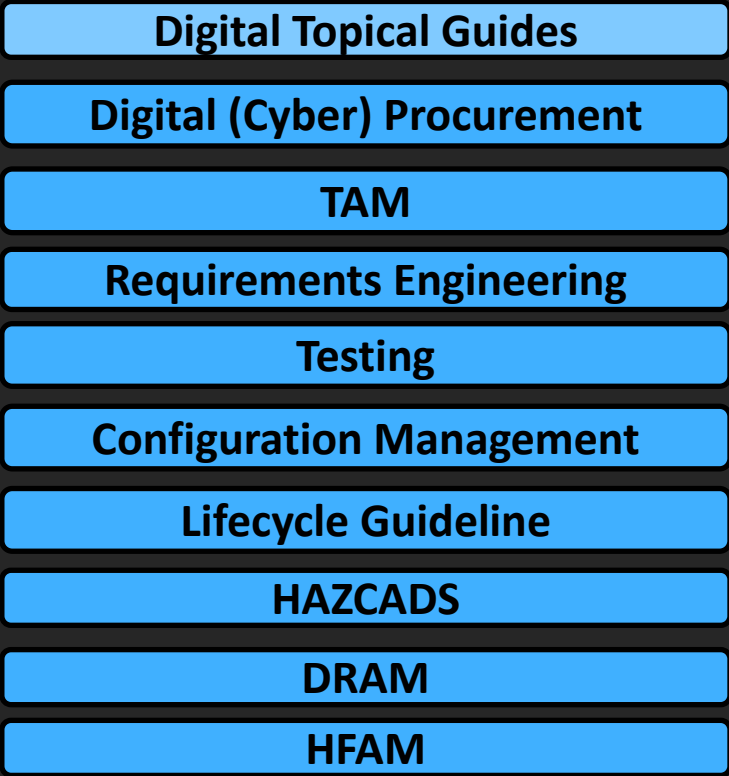 Digital Topical Guides
Digital (Cyber) Procurement
TAM
Requirements Engineering
Testing
Configuration Management
Lifecycle Guideline
HAZCADS
DRAM
HFAM